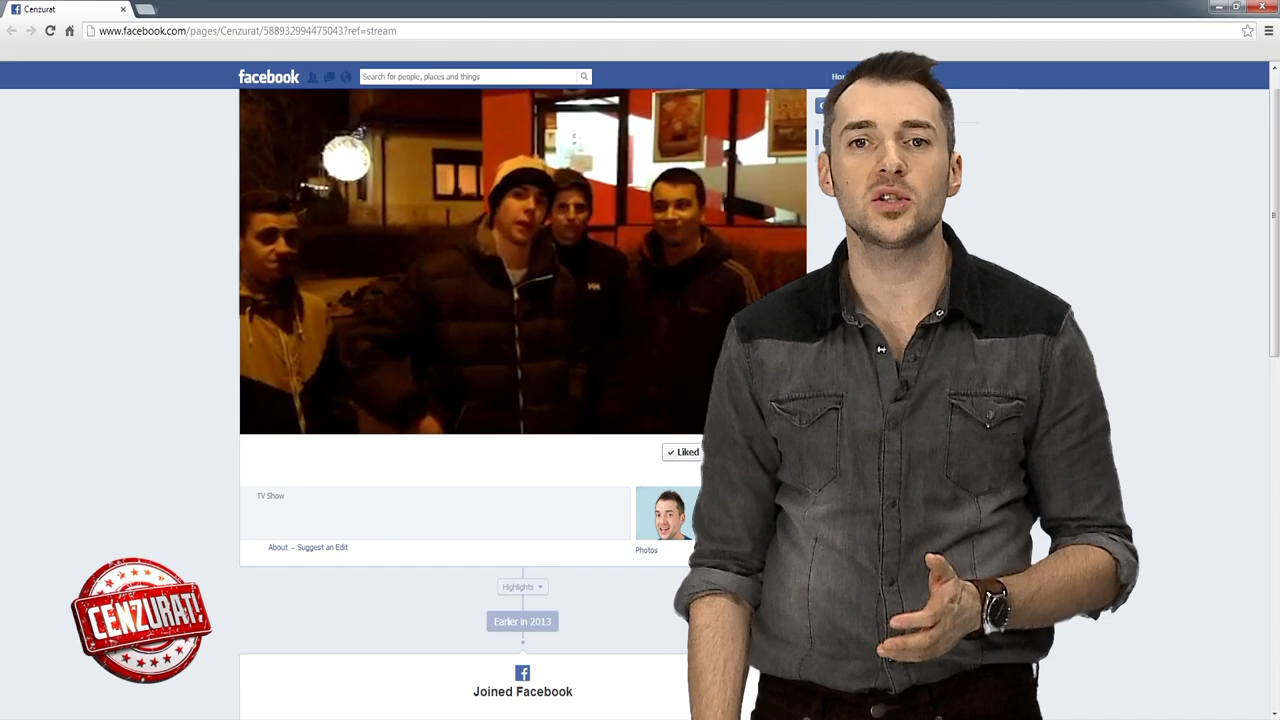 Cenzurat
www.facebook.com/pages/Cenzurat/588932994475043?ref=stream
facebook
Search for people, places and things
Liked
TV Show
About – Suggest an Edit
Photos
Highlights
Earlier in 2013
Joined Facebook
CENZURAT!